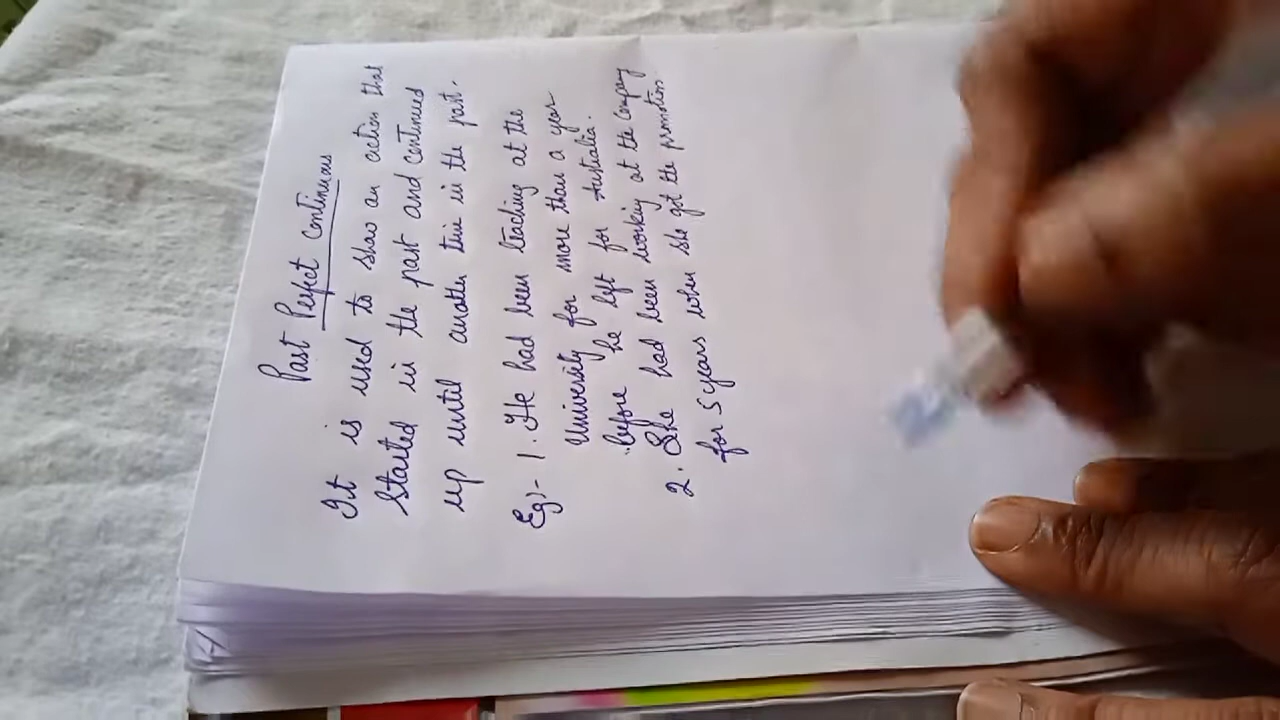 Past Perfect Continuous
It is used to show an action that
started in the past and continued
up until another time in the past.
Eg:- 1. He had been teaching at the
University for more than a year
before he left for Australia.
2. She had been working at the Company
for 5 years when she got the promotion